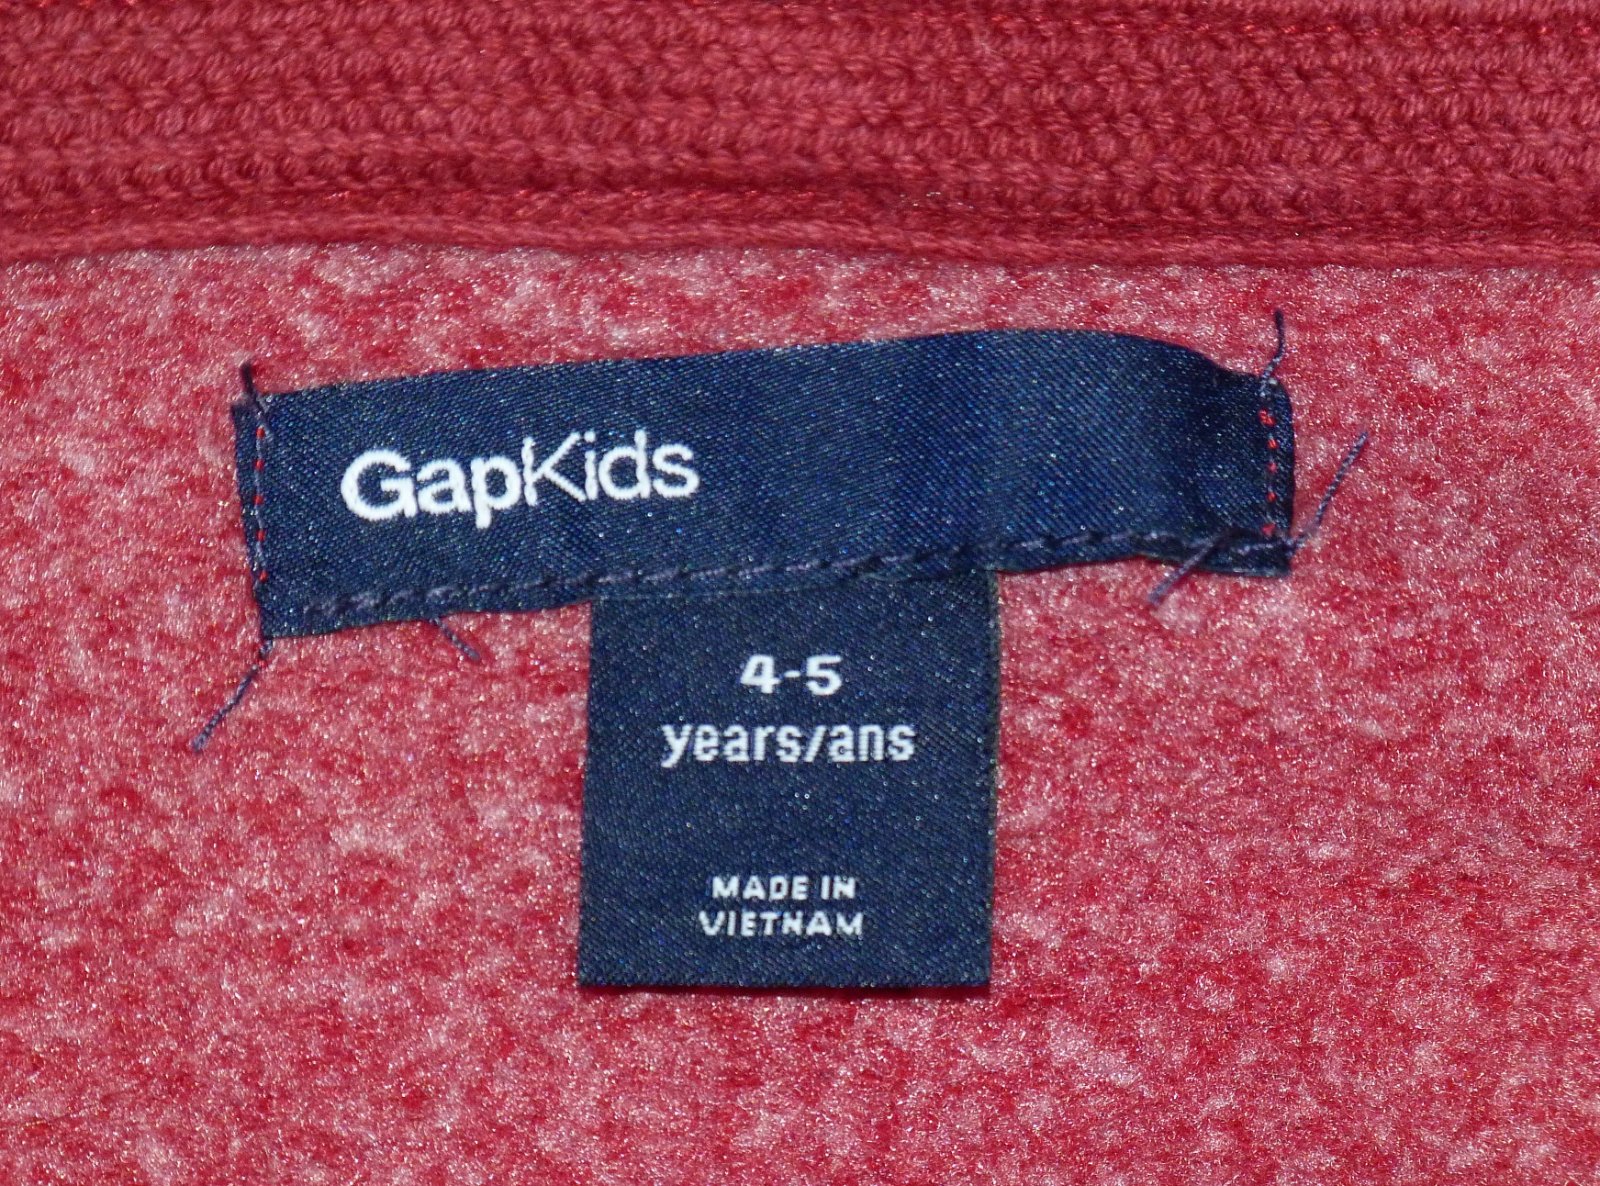 GapKids
4-5
years/ans
MADE IN
VIETNAM